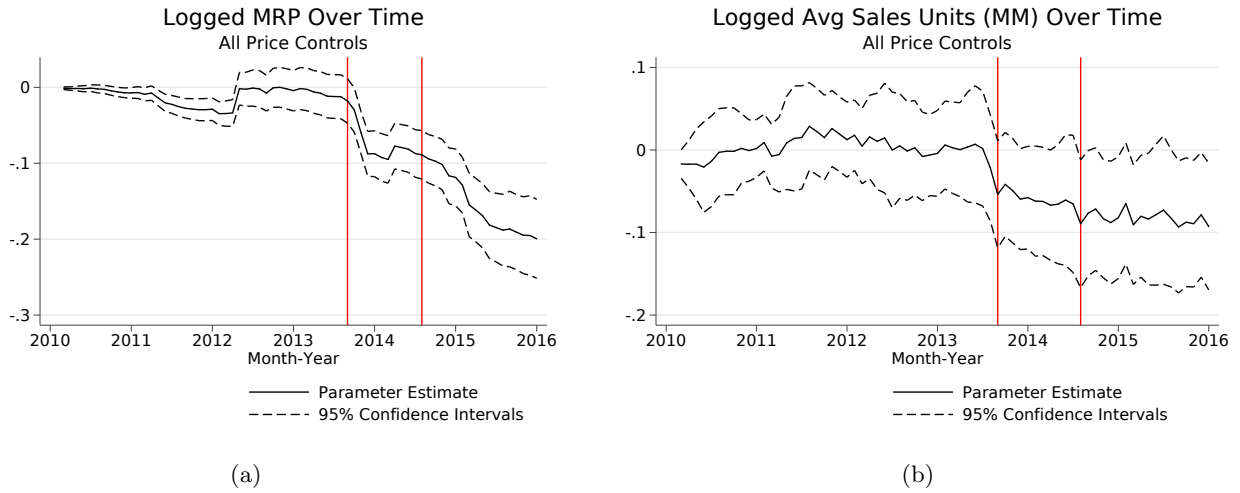 Logged MRP Over Time
All Price Controls
0
-.1
-.2
-.3
2010 2011 2012 2013 2014 2015 2016
Month-Year
Parameter Estimate
95% Confidence Intervals
(a)
Logged Avg Sales Units (MM) Over Time
All Price Controls
.1
0
-.1
-.2
2010 2011 2012 2013 2014 2015 2016
Month-Year
Parameter Estimate
95% Confidence Intervals
(b)